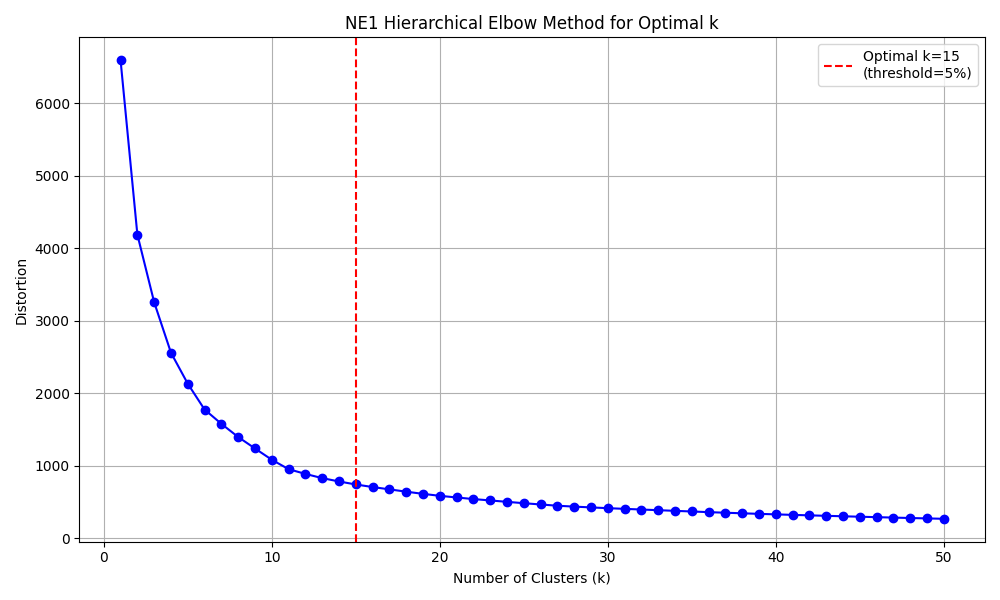 NE1 Hierarchical Elbow Method for Optimal k
Optimal k=15
(threshold=5%)
Distortion
6000
5000
4000
3000
2000
1000
0
0 10 20 30 40 50
Number of Clusters (k)